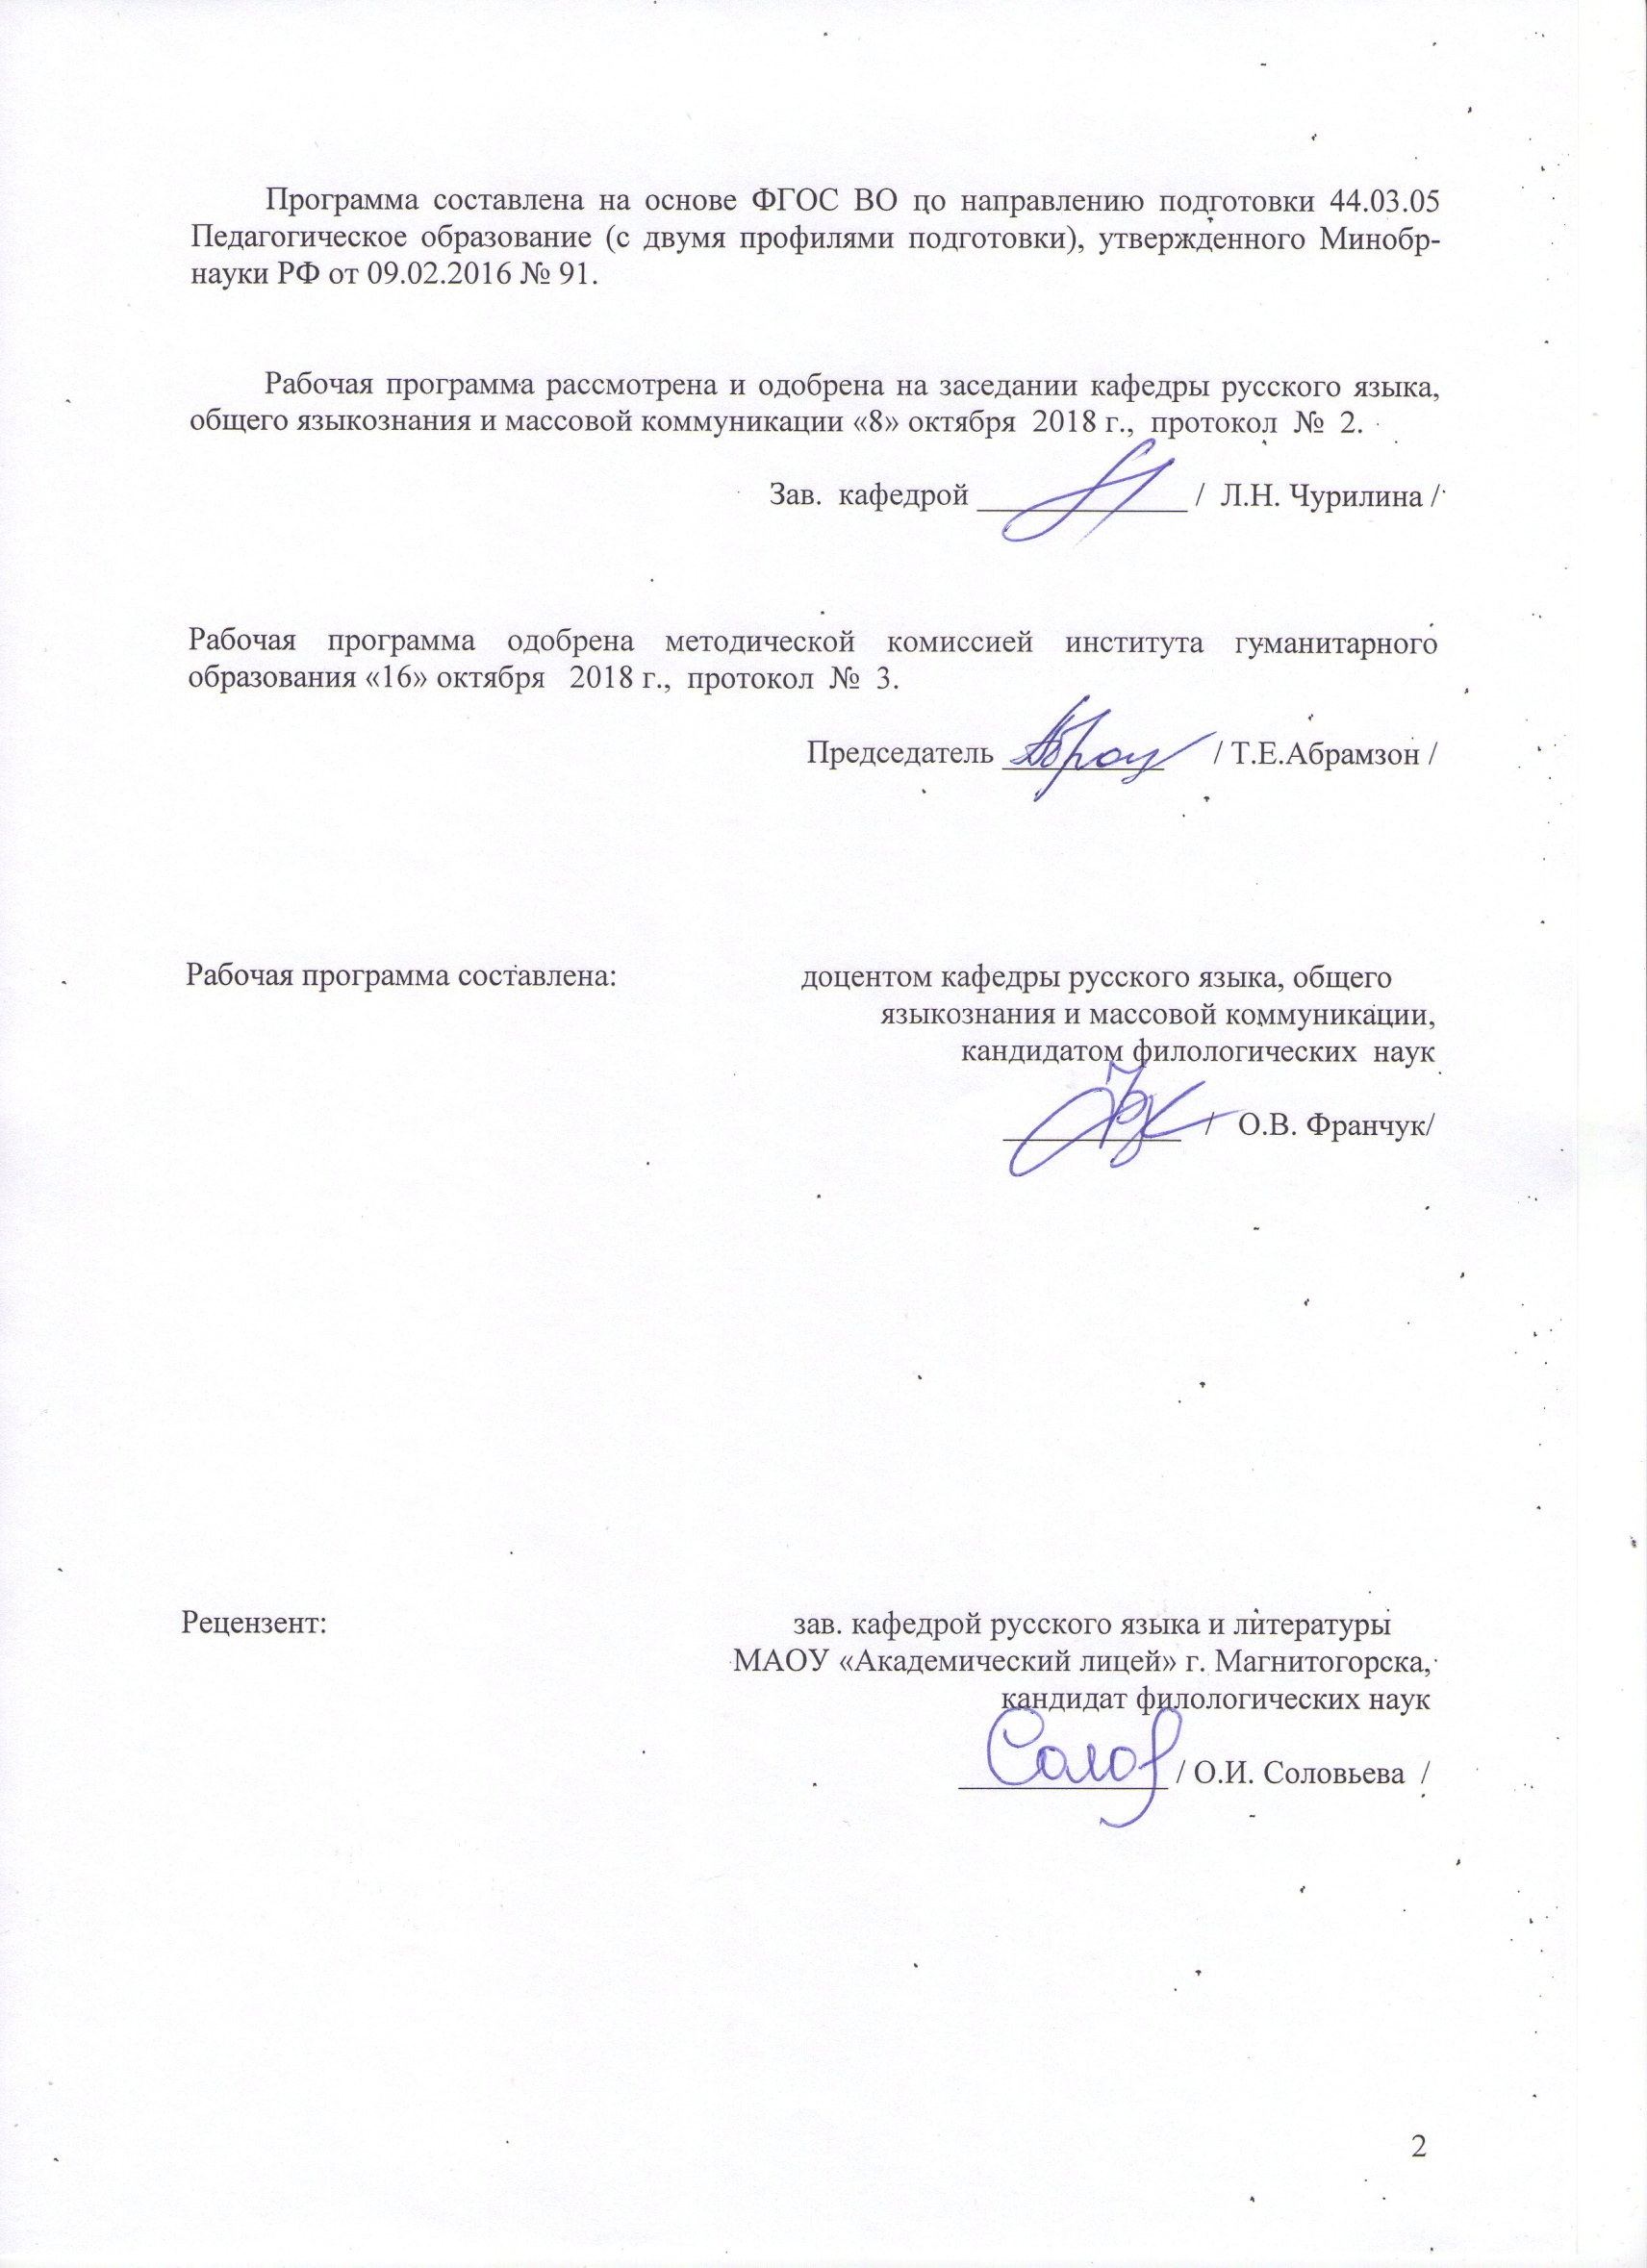 Программа составлена на основе ФГОС ВО по направлению подготовки 44.03.05
Педагогическое образование (с двумя профилями подготовки), утвержденного Минобр-
науки РФ от 09.02.2016 № 91.
Рабочая программа рассмотрена и одобрена на заседании кафедры русского языка,
общего языкознания и массовой коммуникации «8» октября 2018 г., протокол № 2.
Зав. кафедрой ______________ / Л.Н. Чурилина /
Рабочая программа одобрена методической комиссией института гуманитарного
образования «16» октября 2018 г., протокол № 3.
Председатель ___________ / Т.Е.Абрамзон /
Рабочая программа составлена: доцентом кафедры русского языка, общего
языкознания и массовой коммуникации,
кандидатом филологических наук
____________ / О.В. Франчук/
Рецензент: зав. кафедрой русского языка и литературы
МАОУ «Академический лицей» г. Магнитогорска,
кандидат филологических наук
Солов
______________ / О.И. Соловьева /
2